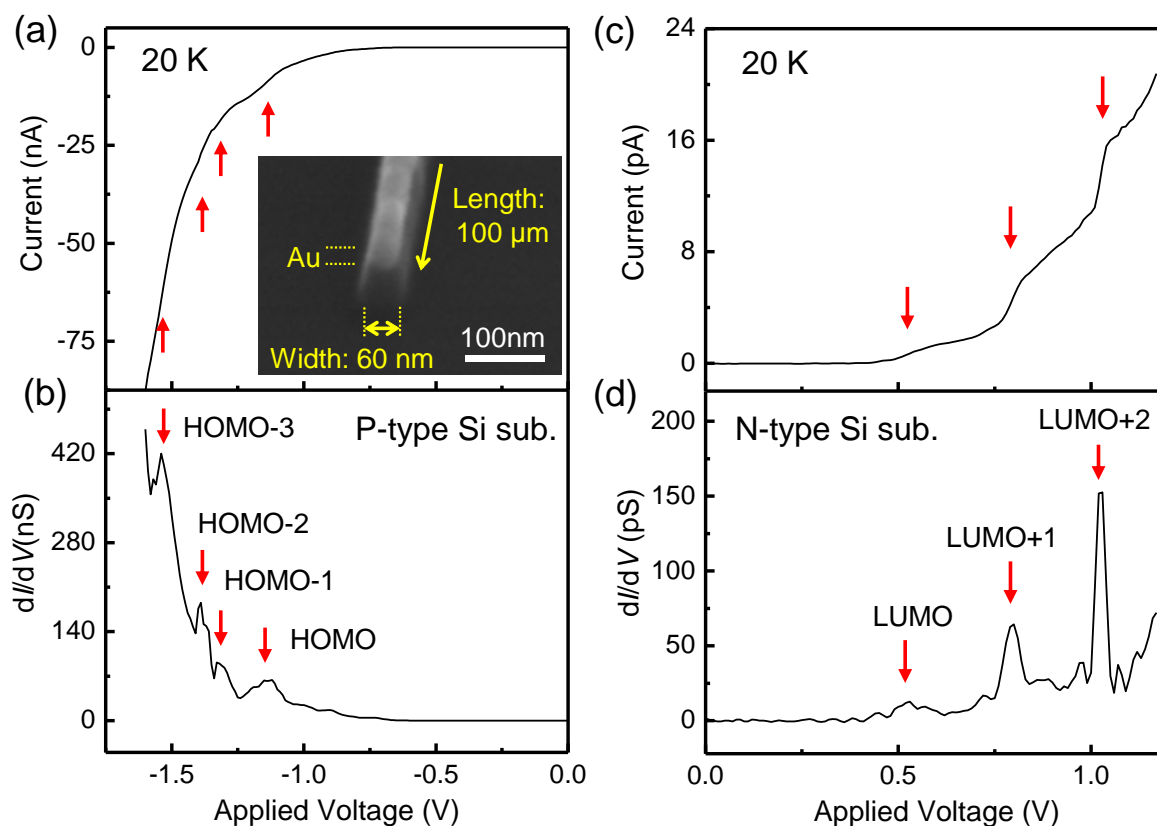 (a)
20 K
0
-25
-50
-75
Current (nA)
Length:
100 µm
Au
100nm
Width: 60 nm
(b)
HOMO-3
P-type Si sub.
HOMO-2
HOMO-1
HOMO
420
280
140
0
dI/dV(nS)
-1.5
-1.0
-0.5
0.0
Applied Voltage (V)
(c)
20 K
24
16
8
0
Current (pA)
(d)
N-type Si sub.
LUMO+2
LUMO+1
LUMO
200
150
100
50
0
dI/dV (pS)
0.0
0.5
1.0
Applied Voltage (V)